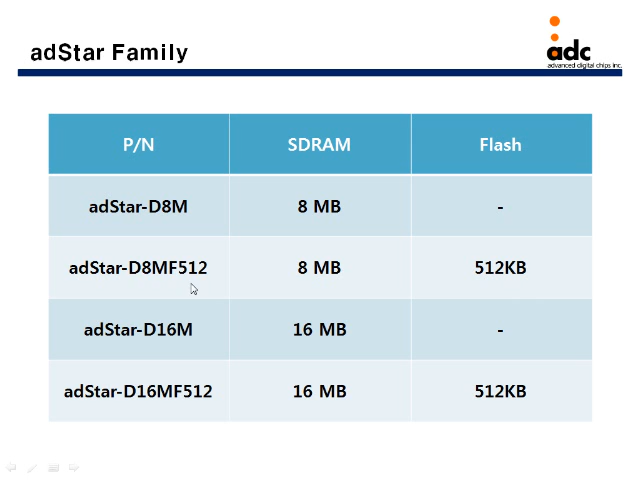 adStar Family
adc
advanced digital chips inc.
P/N SDRAM Flash
adStar-D8M 8 MB -
adStar-D8MF512 8 MB 512KB
adStar-D16M 16 MB -
adStar-D16MF512 16 MB 512KB